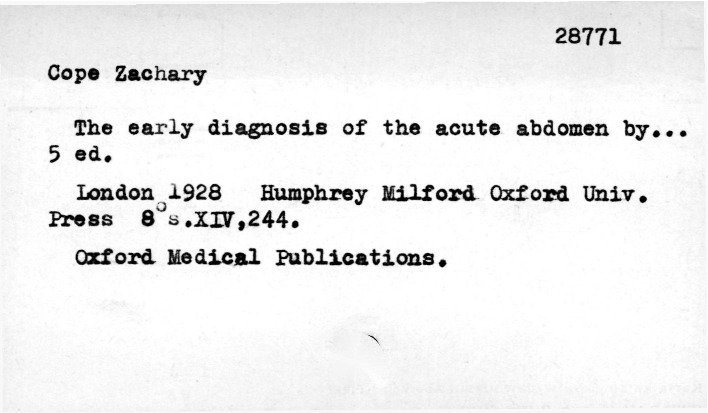 28771
Cope Zachary
The early diagnosis of the acute abdomen by...
5 ed.
London 1928 Humphrey Milford Oxford Univ.
Press 8° s.XIV,244.
Oxford Medical Publications.